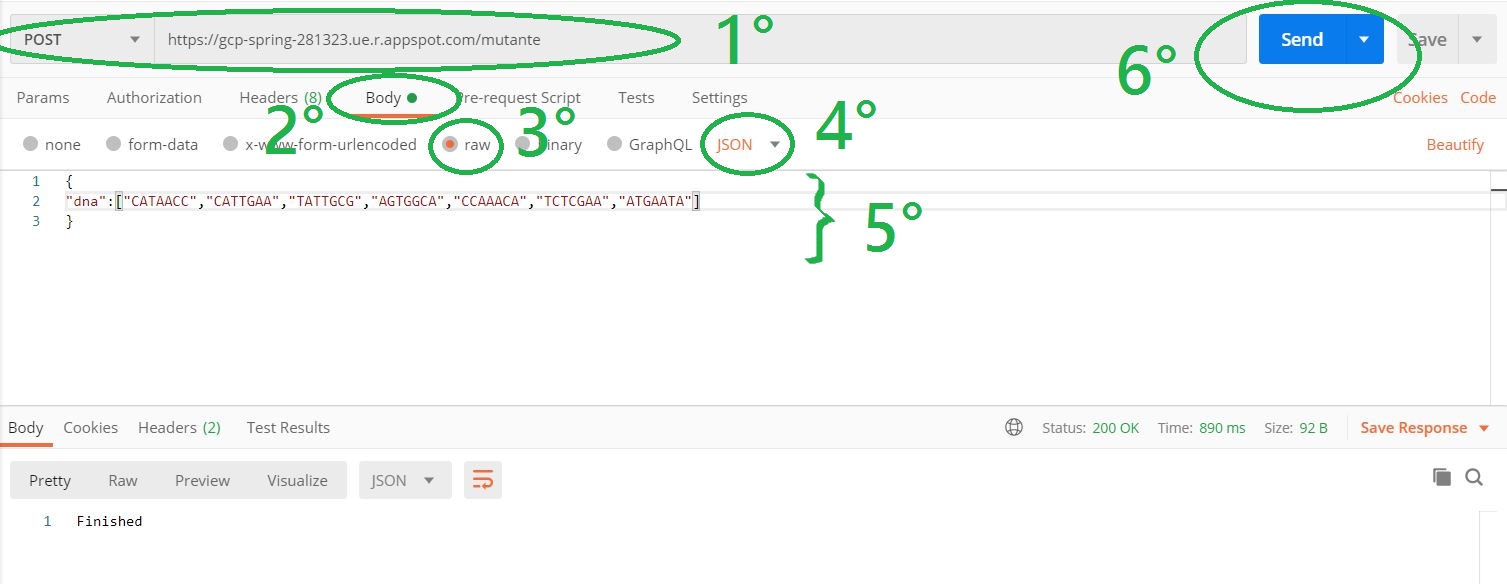 POST https://gcp-spring-281323.ue.r.appspot.com/mutante 1° Send Save
6°
Params Authorization Headers (8) Body Pre-request Script Tests Settings Cookies Code
2° 3° 4°
none form-data x-www-form-urlencoded raw binary GraphQL JSON Beautify
1 {
2 "dna":["CATAACC","CATTGAA","TATTGCG","AGTGGCA","CCAAACA","TCTCGAA","ATGAATA"]
3 }
} 5°
Body Cookies Headers (2) Test Results Status: 200 OK Time: 890 ms Size: 92 B Save Response
Pretty Raw Preview Visualize JSON
1 Finished